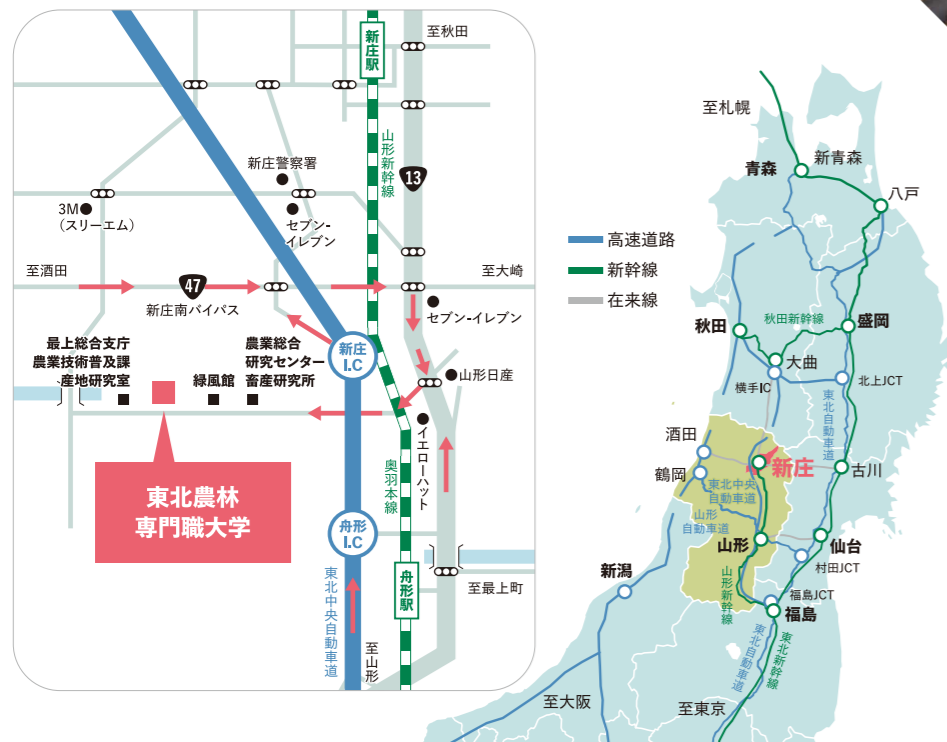 至秋田
新庄駅
山形新幹線
13
新庄警察署
3M
(スリーエム)
セブン-
イレブン
至酒田
47
新庄南バイパス
至大崎
セブン-イレブン
最上総合支庁
農業技術普及課
産地研究室
緑風館
農業総合
研究センター
畜産研究所
新庄
I.C
山形日産
イエローハット
奥羽本線
東北農林
専門職大学
舟形
I.C
舟形駅
至最上町
東北中央自動車道
至山形
高速道路
新幹線
在来線
至札幌
青森
新青森
八戸
秋田
秋田新幹線
盛岡
大曲
横手IC
北上JCT
東北自動車道
酒田
鶴岡
新庄
古川
東北中央
自動車道
山形
自動車道
山形
仙台
村田JCT
新潟
山形新幹線
福島JCT
福島
東北自動車道
東北新幹線
至大阪
至東京